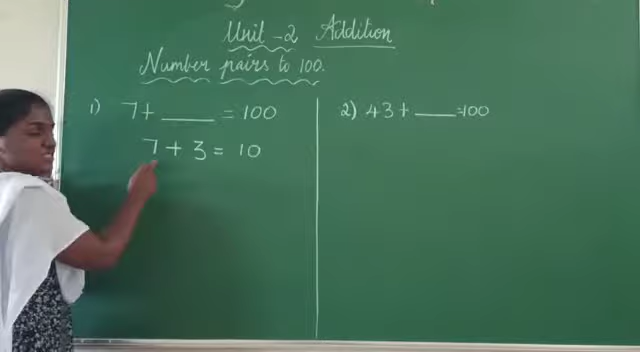 Unit - 2 Addition
Number pairs to 100.
1) 7 + ____ = 100
7 + 3 = 10
2) 43 + ____ = 100